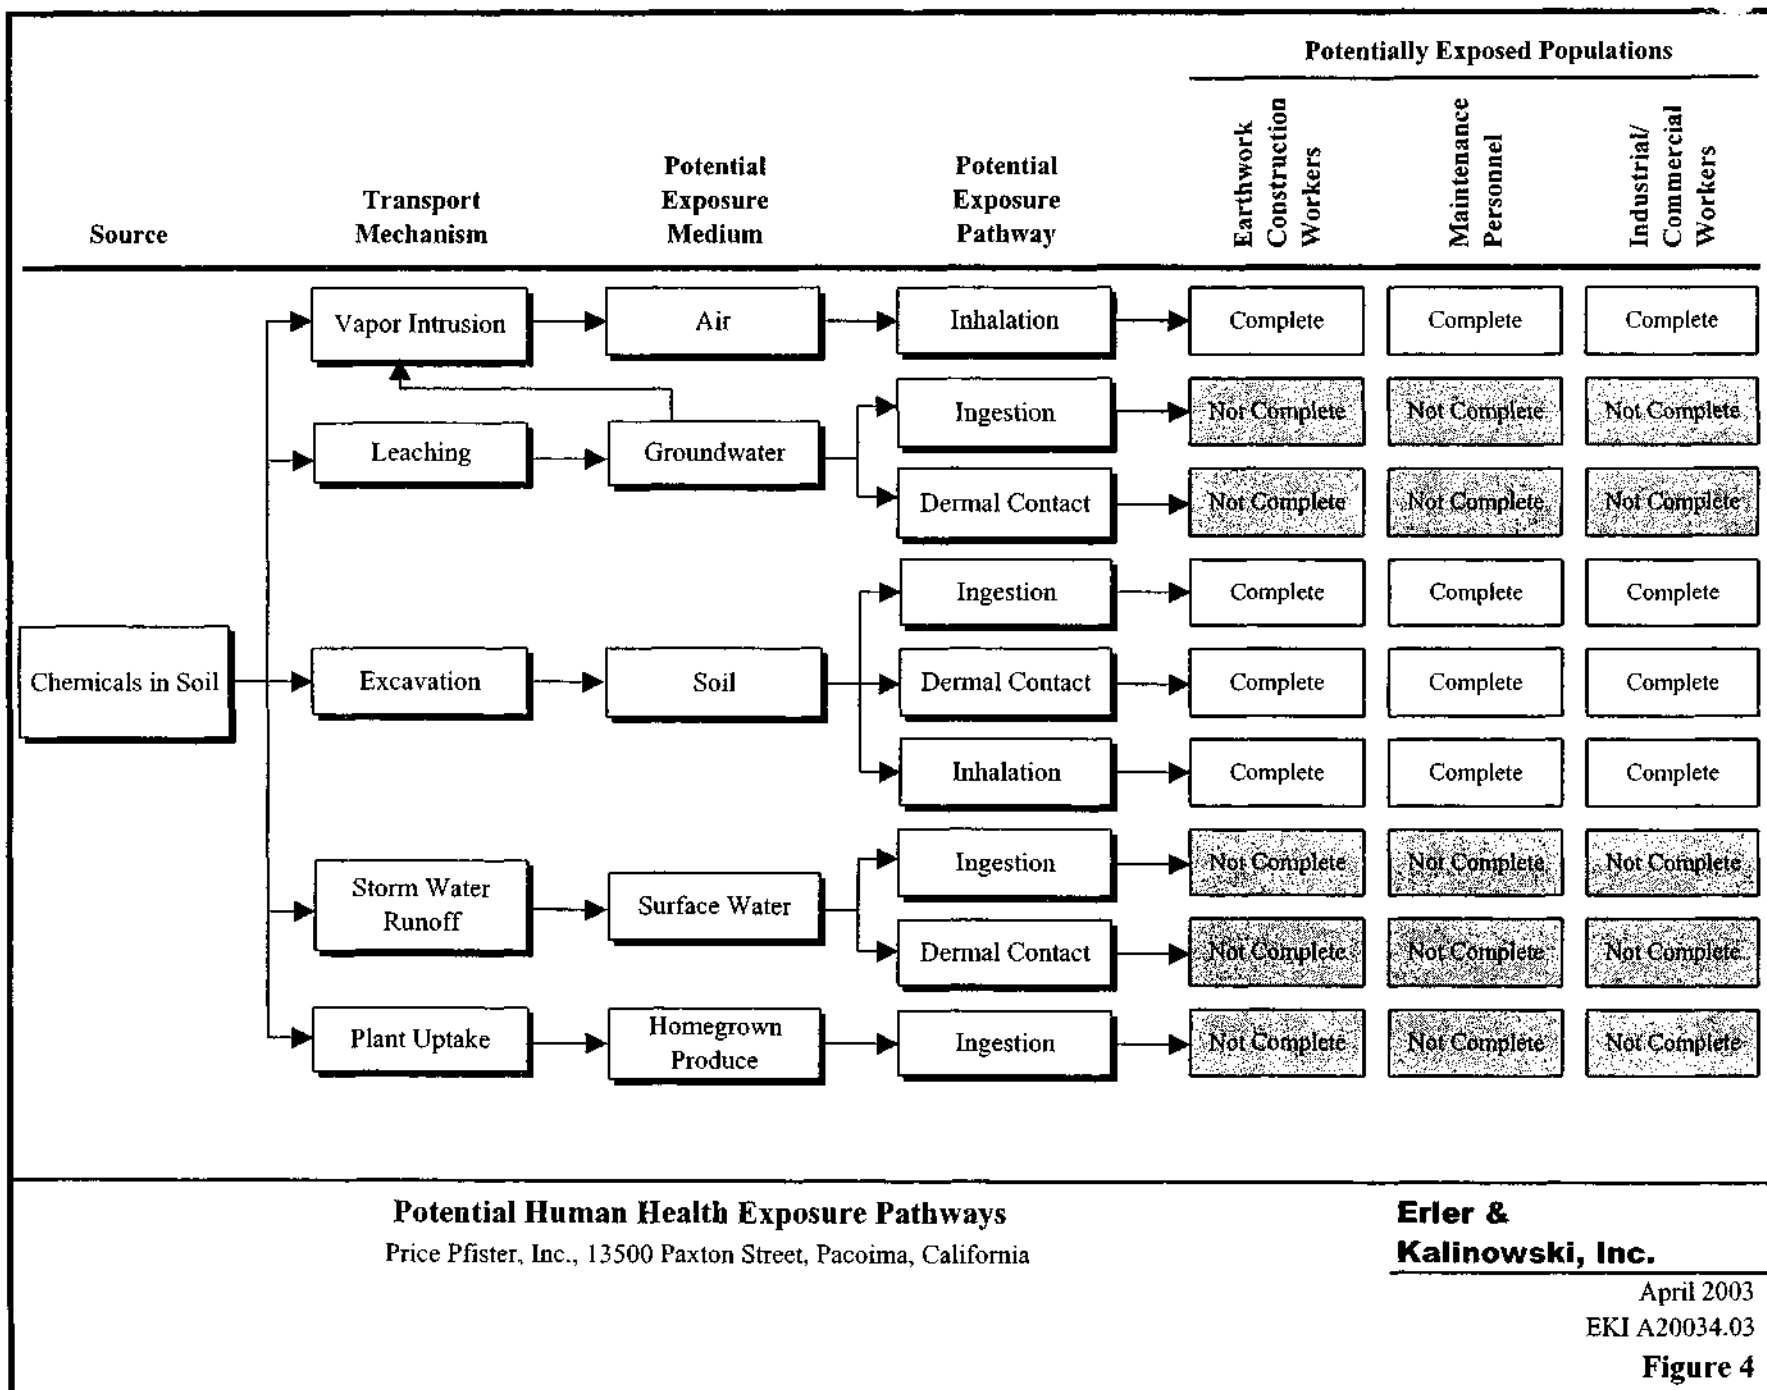 Potentially Exposed Populations
Source
Transport
Mechanism
Potential
Exposure
Medium
Potential
Exposure
Pathway
Earthwork
Construction
Workers
Maintenance
Personnel
Industrial/
Commercial
Workers
Vapor Intrusion
Air
Inhalation
Complete
Complete
Complete
Leaching
Groundwater
Ingestion
Not Complete
Not Complete
Not Complete
Dermal Contact
Not Complete
Not Complete
Not Complete
Chemicals in Soil
Excavation
Soil
Ingestion
Complete
Complete
Complete
Dermal Contact
Complete
Complete
Complete
Inhalation
Complete
Complete
Complete
Storm Water
Runoff
Surface Water
Ingestion
Not Complete
Not Complete
Not Complete
Dermal Contact
Not Complete
Not Complete
Not Complete
Plant Uptake
Homegrown
Produce
Ingestion
Not Complete
Not Complete
Not Complete
Potential Human Health Exposure Pathways
Price Pfister, Inc., 13500 Paxton Street, Pacoima, California
Erler &
Kalinowski, Inc.
April 2003
EKI A20034.03
Figure 4